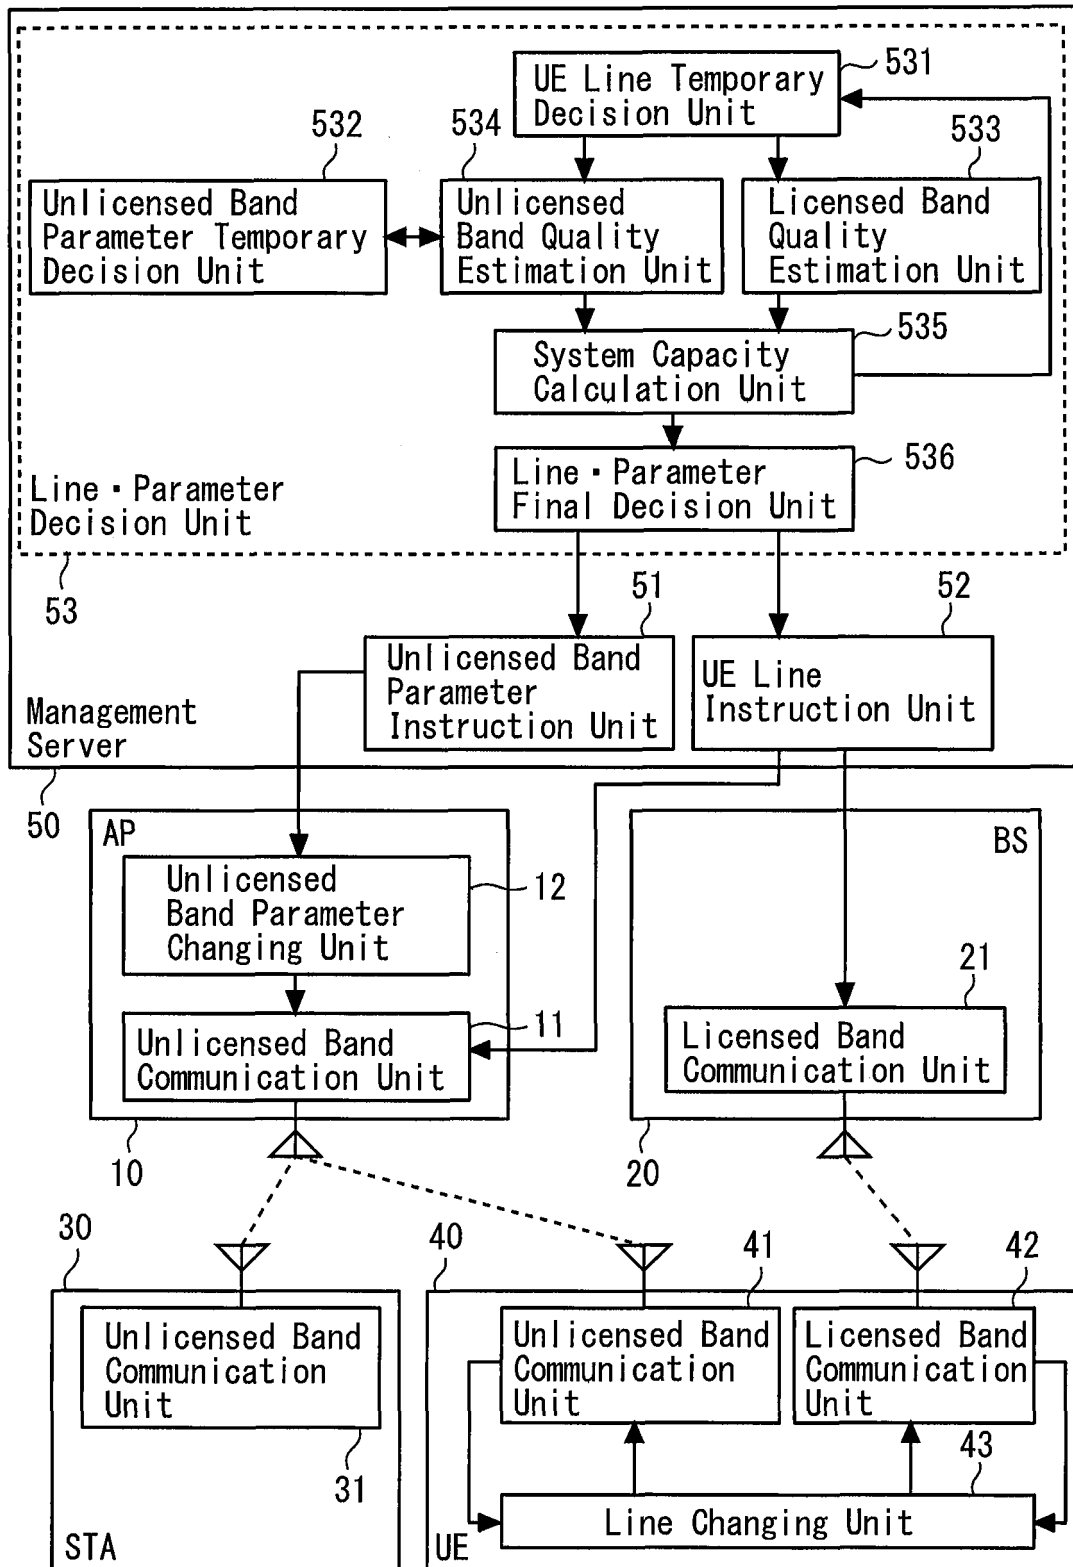 531
UE Line Temporary
Decision Unit
532
534
533
Unlicensed Band
Parameter Temporary
Decision Unit
Unlicensed
Band Quality
Estimation Unit
Licensed Band
Quality
Estimation Unit
535
System Capacity
Calculation Unit
536
Line・Parameter
Final Decision Unit
Line・Parameter
Decision Unit
53
51
52
Unlicensed Band
Parameter
Instruction Unit
UE Line
Instruction Unit
Management
Server
50
AP
BS
Unlicensed
Band Parameter
Changing Unit
12
21
11
Unlicensed Band
Communication Unit
Licensed Band
Communication Unit
10
20
30
40
41
42
Unlicensed Band
Communication
Unit
Unlicensed Band
Communication
Unit
Licensed Band
Communication
Unit
31
43
Line Changing Unit
STA
UE